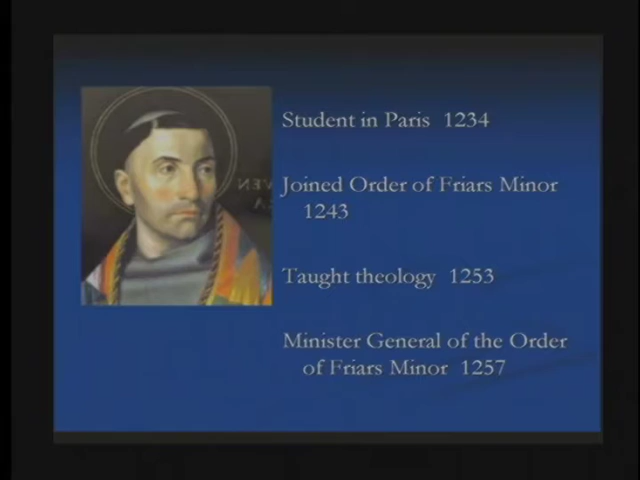 Student in Paris 1234
Joined Order of Friars Minor
1243
Taught theology 1253
Minister General of the Order
of Friars Minor 1257